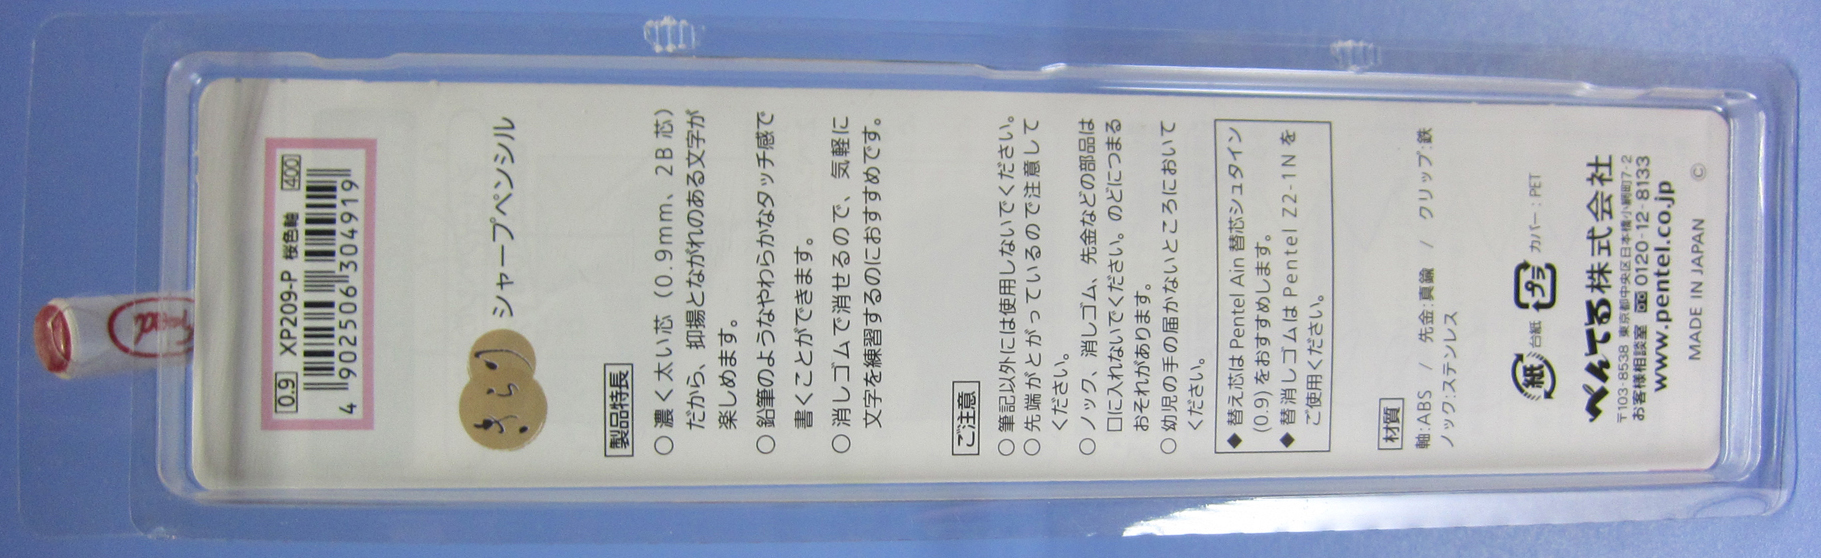 0.9 XP209-P 桜色軸 400
4 902506 304919
きらり シャープペンシル
製品特長
○濃く太い芯（0.9mm、2B芯）
だから、抑揚とながれのある文字が
楽しめます。
○鉛筆のようなやわらかなタッチ感で
書くことができます。
○消しゴムで消せるので、気軽に
文字を練習するのにおすすめです。
ご注意
○筆記以外には使用しないでください。
○先端がとがっているので注意して
ください。
○ノック、消しゴム、先金などの部品は
口に入れないでください。のどにつまる
おそれがあります。
○幼児の手の届かないところにおいて
ください。
◆替え芯はPentel Ain 替芯シュタイン
(0.9)をおすすめします。
◆替消しゴムはPentel Z2-1Nを
ご使用ください。
材質
軸:ABS / 先金:真鍮 / クリップ:鉄
ノック:ステンレス
紙 台紙 プラ カバー:PET
ぺんてる株式会社
〒103-8538 東京都中央区日本橋小網町7-2
お客様相談室 0120-12-8133
www.pentel.co.jp
MADE IN JAPAN ©